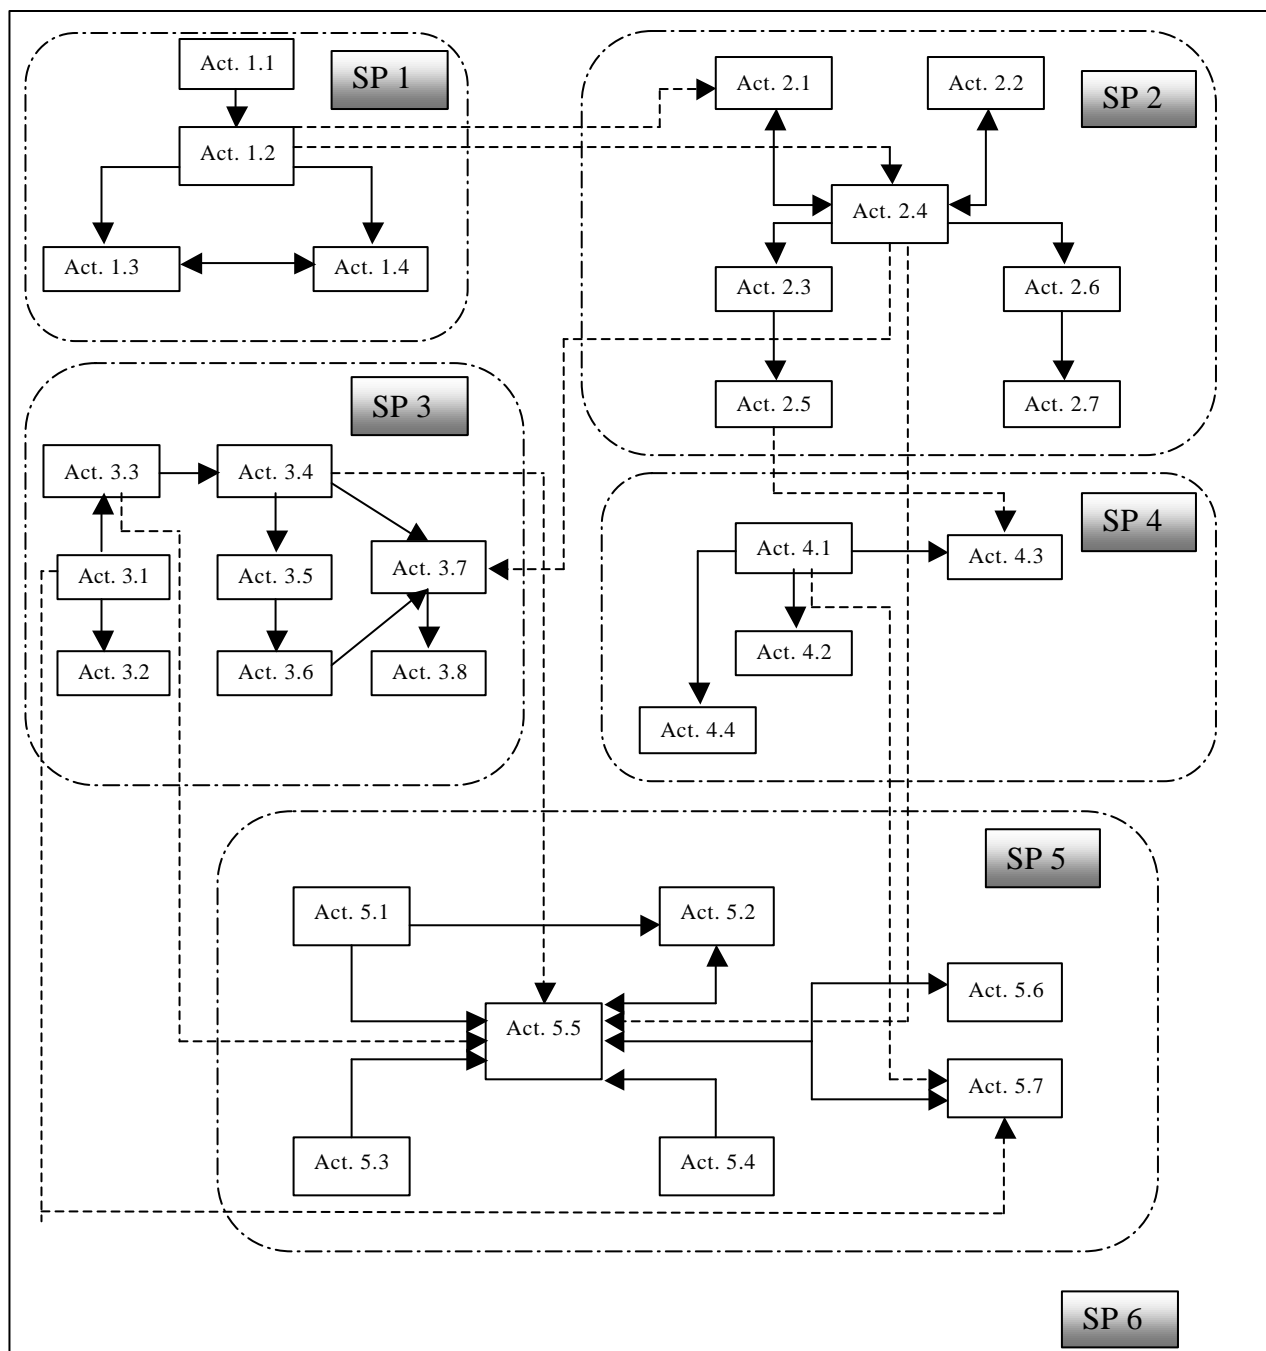 Act. 1.1
SP 1
Act. 1.2
Act. 1.3
Act. 1.4
Act. 2.1
Act. 2.2
SP 2
Act. 2.4
Act. 2.3
Act. 2.6
Act. 2.5
Act. 2.7
SP 3
Act. 3.3
Act. 3.4
Act. 3.1
Act. 3.5
Act. 3.7
Act. 3.2
Act. 3.6
Act. 3.8
SP 4
Act. 4.1
Act. 4.3
Act. 4.2
Act. 4.4
SP 5
Act. 5.1
Act. 5.2
Act. 5.6
Act. 5.5
Act. 5.7
Act. 5.3
Act. 5.4
SP 6